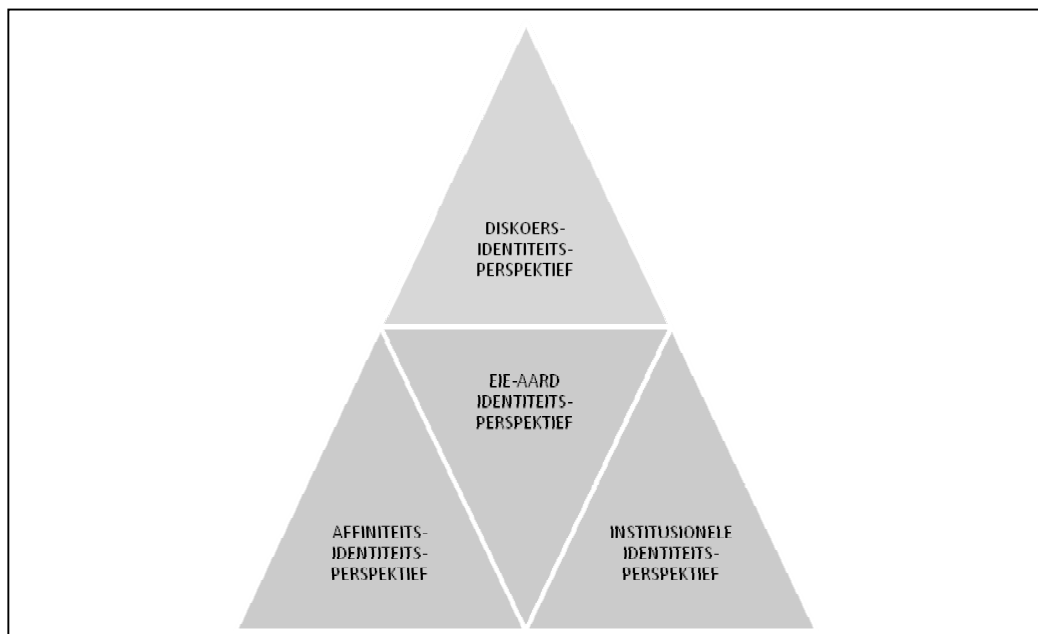 DISKOERS-
IDENTITEITS-
PERSPEKTIEF
EIE-AARD
IDENTITEITS-
PERSPEKTIEF
AFFINITEITS-
IDENTITEITS-
PERSPEKTIEF
INSTITUSIONELE
IDENTITEITS-
PERSPEKTIEF